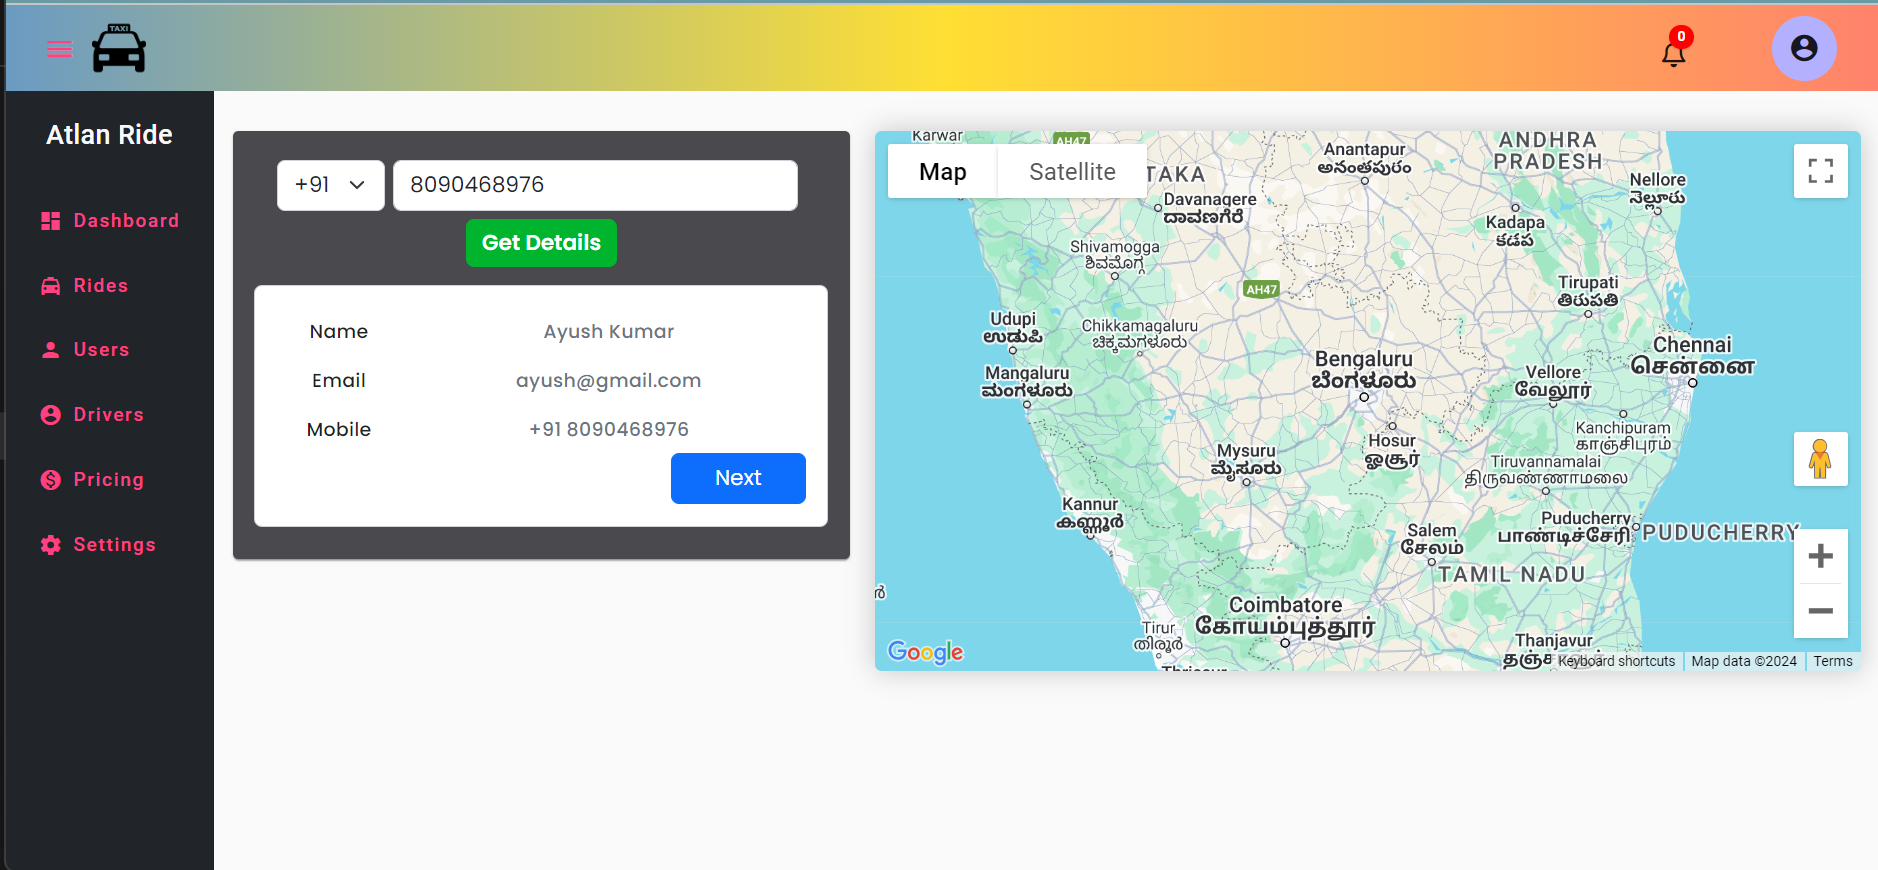 TAXI
0
Atlan Ride
Dashboard
Rides
Users
Drivers
Pricing
Settings
+91
8090468976
Get Details
Name Ayush Kumar
Email ayush@gmail.com
Mobile +91 8090468976
Next
Map Satellite
Karwar
AH47
TAKA
Anantapur
అనంతపురం
ANDHRA
PRADESH
Nellore
నెల్లూరు
Davanagere
ದಾವಣಗೆರೆ
Kadapa
కడప
Shivamogga
ಶಿವಮೊಗ್ಗ
AH47
Tirupati
తిరుపతి
Udupi
ಉಡುಪಿ
Chikkamagaluru
ಚಿಕ್ಕಮಗಳೂರು
Chennai
சென்னை
Bengaluru
ಬೆಂಗಳೂರು
Mangaluru
ಮಂಗಳೂರು
Vellore
வேலூர்
Kanchipuram
காஞ்சிபுரம்
Hosur
ஓசூர்
Mysuru
ಮೈಸೂರು
Tiruvannamalai
திருவண்ணாமலை
Kannur
കണ്ണൂർ
Puducherry
பாண்டிச்சேரி
PUDUCHERRY
Salem
சேலம்
TAMIL NADU
Coimbatore
கோயம்புத்தூர்
Tirur
തിരൂർ
Thanjavur
Thrissur
Google
Keyboard shortcuts
Map data ©2024
Terms